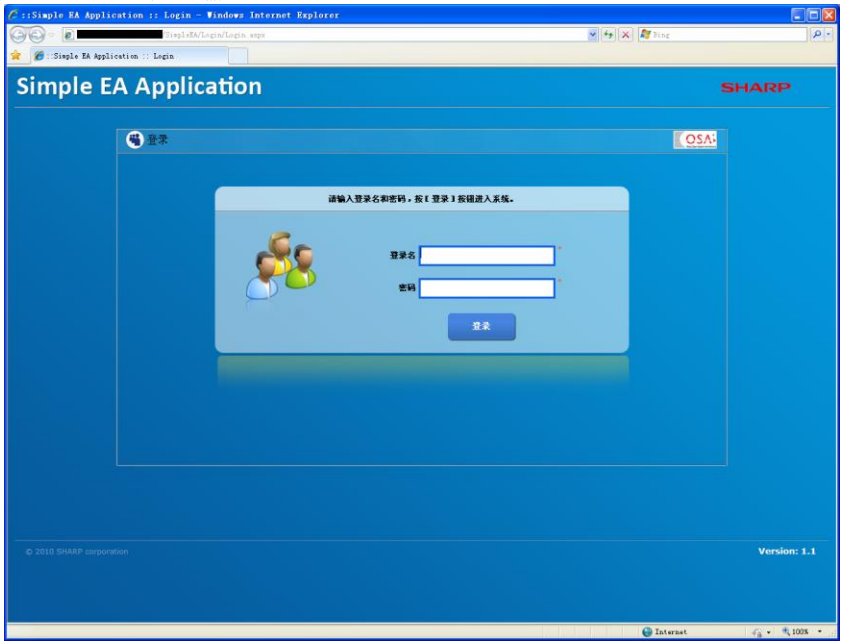 ::Simple EA Application :: Login - Windows Internet Explorer
/SimpleEA/Login/Login.aspx
Bing
::Simple EA Application :: Login
Simple EA Application
SHARP
登录
OSA
请输入登录名和密码，按[ 登录 ]按钮进入系统。
登录名
*
密码
*
登录
© 2010 SHARP corporation
Version: 1.1
Internet
100%